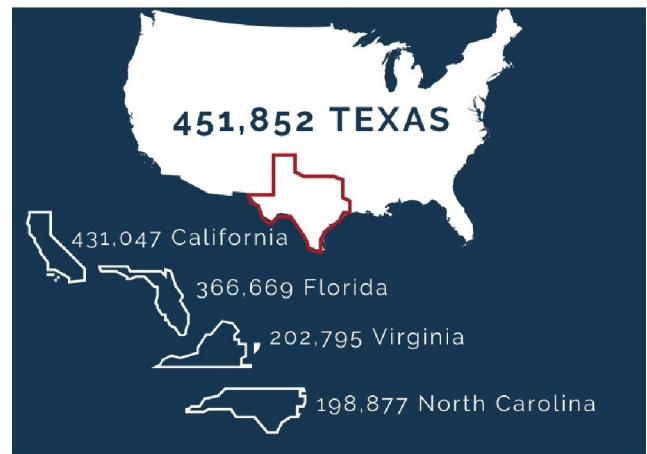 451,852 TEXAS
431,047 California
366,669 Florida
202,795 Virginia
198,877 North Carolina